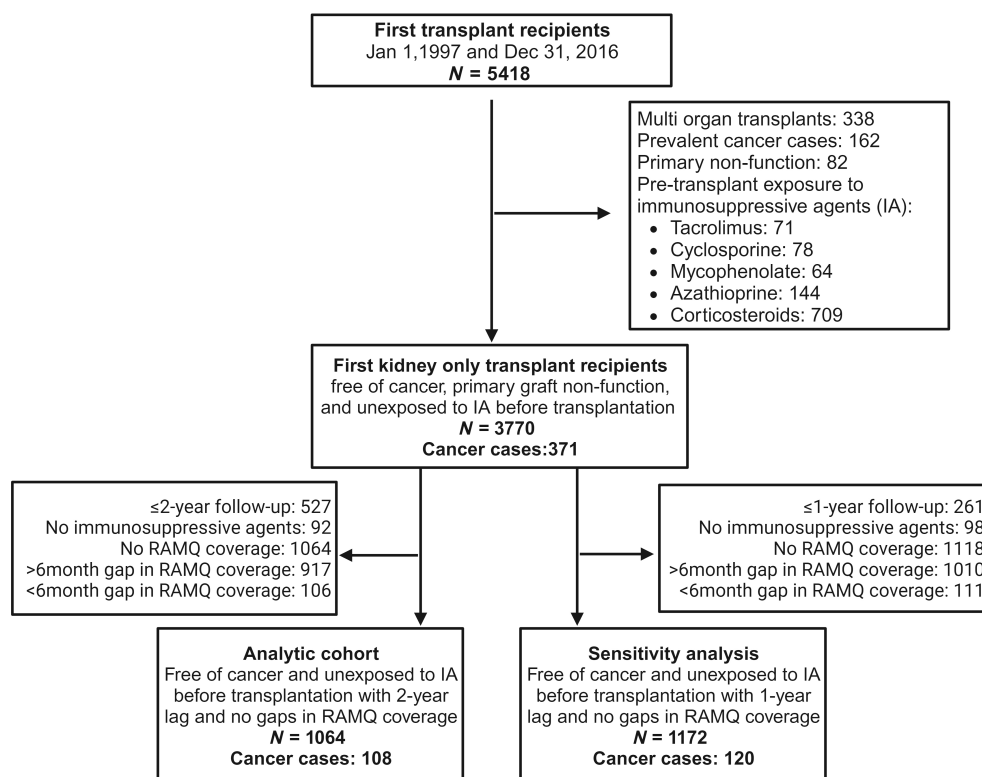 First transplant recipients
Jan 1,1997 and Dec 31, 2016
N = 5418
Multi organ transplants: 338
Prevalent cancer cases: 162
Primary non-function: 82
Pre-transplant exposure to
immunosuppressive agents (IA):
• Tacrolimus: 71
• Cyclosporine: 78
• Mycophenolate: 64
• Azathioprine: 144
• Corticosteroids: 709
First kidney only transplant recipients
free of cancer, primary graft non-function,
and unexposed to IA before transplantation
N = 3770
Cancer cases:371
≤2-year follow-up: 527
No immunosuppressive agents: 92
No RAMQ coverage: 1064
>6month gap in RAMQ coverage: 917
<6month gap in RAMQ coverage: 106
≤1-year follow-up: 261
No immunosuppressive agents: 98
No RAMQ coverage: 1118
>6month gap in RAMQ coverage: 1010
<6month gap in RAMQ coverage: 111
Analytic cohort
Free of cancer and unexposed to IA
before transplantation with 2-year
lag and no gaps in RAMQ coverage
N = 1064
Cancer cases: 108
Sensitivity analysis
Free of cancer and unexposed to IA
before transplantation with 1-year
lag and no gaps in RAMQ coverage
N = 1172
Cancer cases: 120